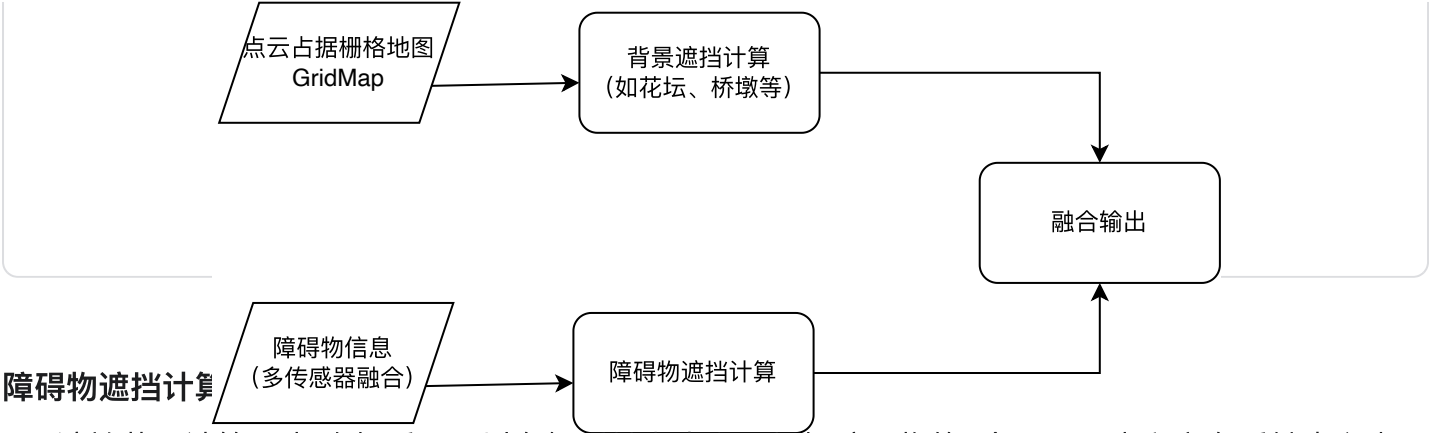 点云占据栅格地图
GridMap
背景遮挡计算
（如花坛、桥墩等）
融合输出
障碍物信息
（多传感器融合）
障碍物遮挡计算
障碍物遮挡计算